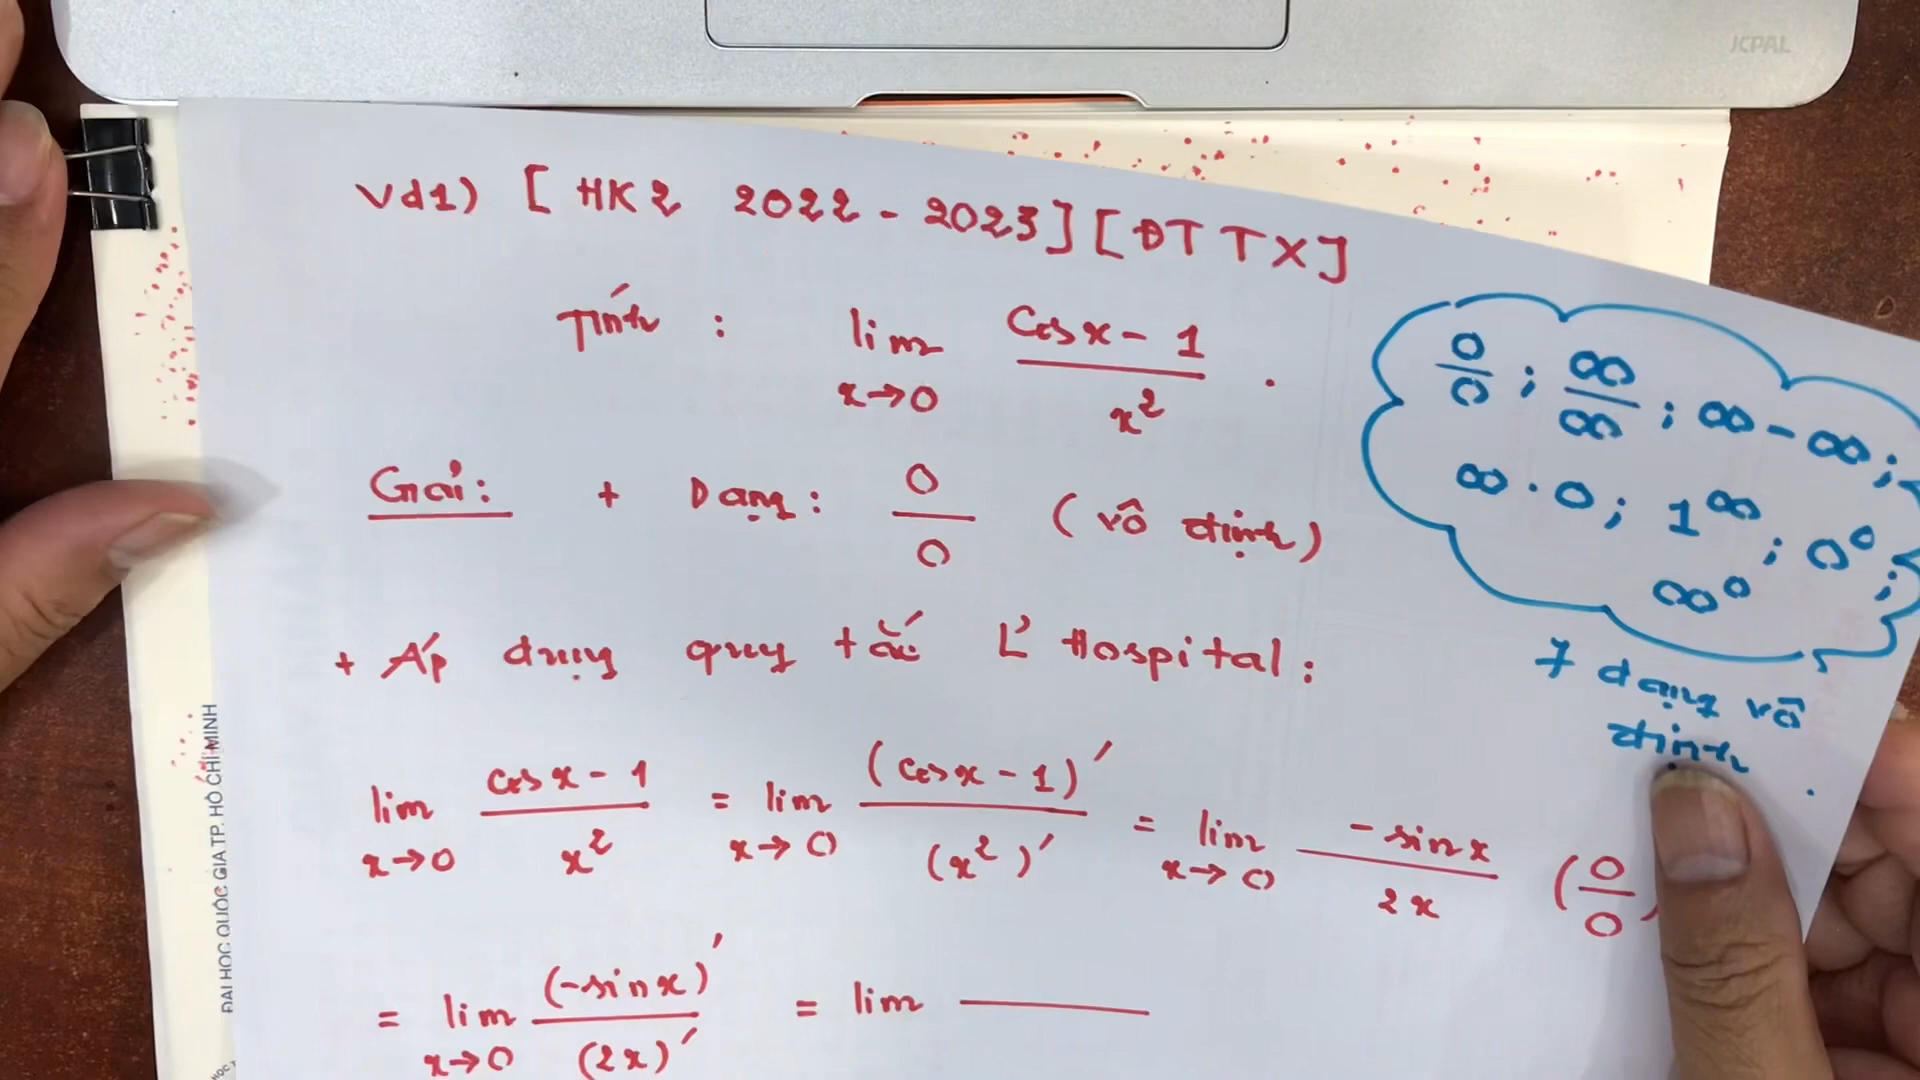 Vd1) [HK2 2022 - 2023] [ĐTTX]
Tính : lim x→0 (cos x - 1)/x² .
Giải: + Dạng: 0/0 (vô định)
0/0 ; ∞/∞ ; ∞ - ∞ ;
∞ . 0 ; 1^∞ ; 0⁰ ;
∞⁰
7 dạng vô
định .
+ Áp dụng quy tắc L' Hospital :
lim x→0 (cos x - 1)/x² = lim x→0 (cos x - 1)'/(x²)' = lim x→0 (- sin x)/(2x) (0/0)
= lim x→0 (- sin x)'/(2x)' = lim
ĐẠI HỌC QUỐC GIA TP. HỒ CHÍ MINH
JCPAL